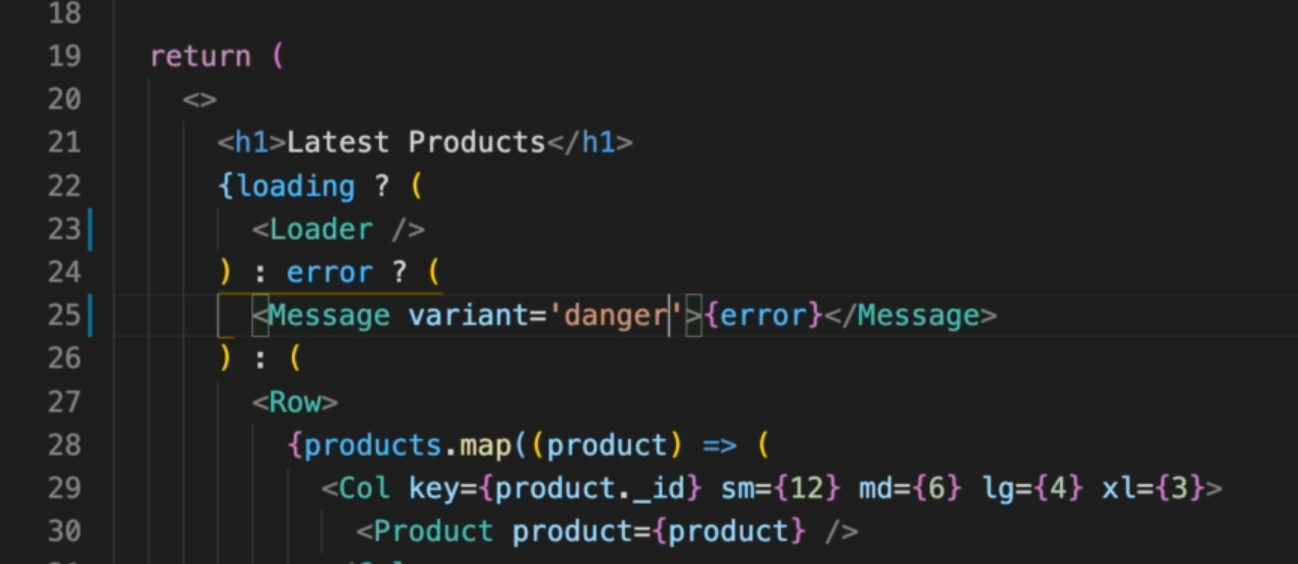 18
19 return (
20 <>
21 <h1>Latest Products</h1>
22 {loading ? (
23 <Loader />
24 ) : error ? (
25 <Message variant='danger'>{error}</Message>
26 ) : (
27 <Row>
28 {products.map((product) => (
29 <Col key={product._id} sm={12} md={6} lg={4} xl={3}>
30 <Product product={product} />